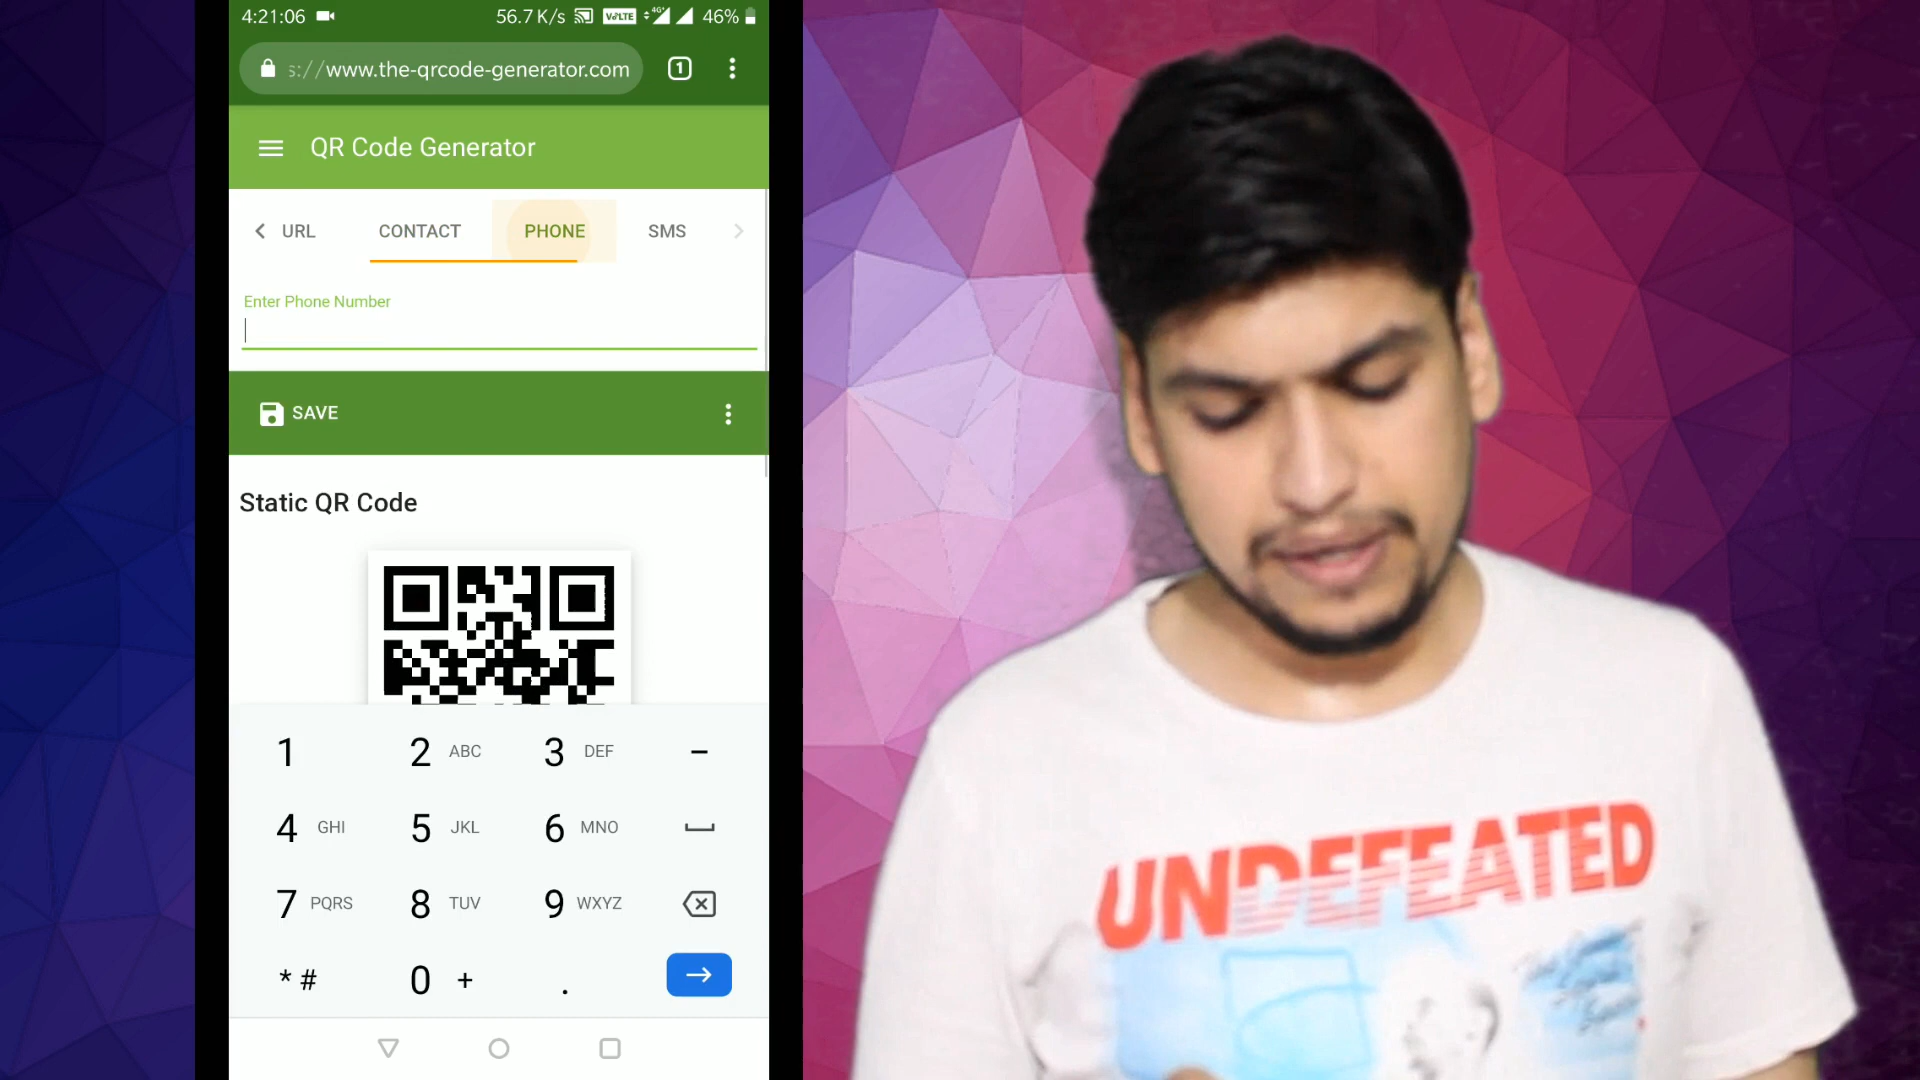 4:21:06 56.7 K/s VoLTE 4G+ 46%
s://www.the-qrcode-generator.com 1
QR Code Generator
URL CONTACT PHONE SMS
Enter Phone Number
SAVE
Static QR Code
1 2 ABC 3 DEF -
4 GHI 5 JKL 6 MNO
7 PQRS 8 TUV 9 WXYZ
* # 0 + .
UNDEFEATED